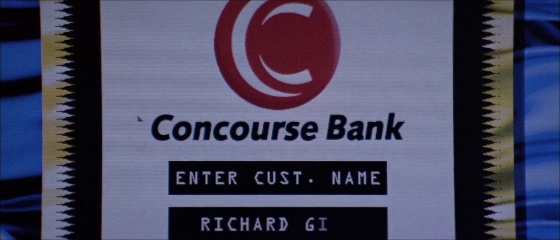 Concourse Bank
ENTER CUST. NAME
RICHARD GI